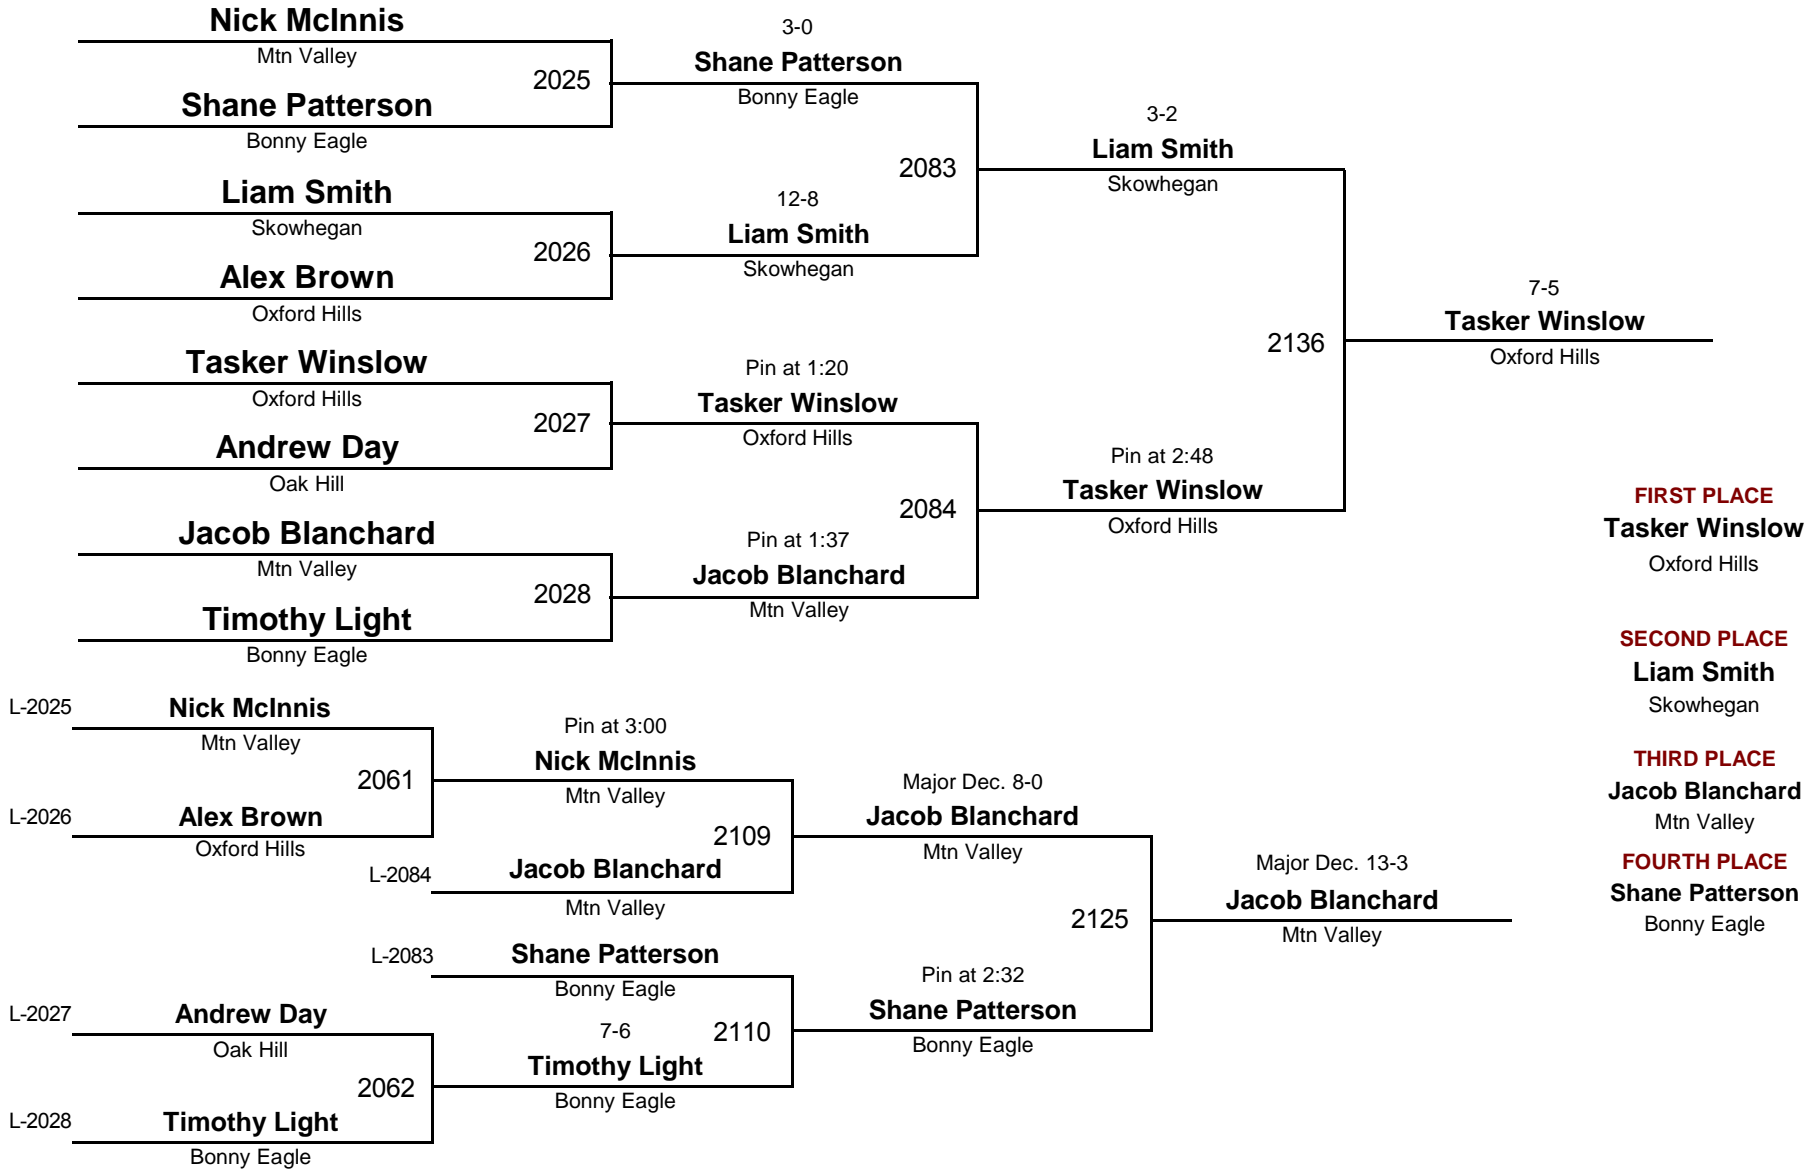 Nick McInnis
Mtn Valley
2025
Shane Patterson
Bonny Eagle
3-0
Shane Patterson
Bonny Eagle
Liam Smith
Skowhegan
2026
Alex Brown
Oxford Hills
12-8
Liam Smith
Skowhegan
2083
3-2
Liam Smith
Skowhegan
Tasker Winslow
Oxford Hills
2027
Andrew Day
Oak Hill
Pin at 1:20
Tasker Winslow
Oxford Hills
Jacob Blanchard
Mtn Valley
2028
Timothy Light
Bonny Eagle
Pin at 1:37
Jacob Blanchard
Mtn Valley
2084
Pin at 2:48
Tasker Winslow
Oxford Hills
2136
7-5
Tasker Winslow
Oxford Hills
FIRST PLACE
Tasker Winslow
Oxford Hills
SECOND PLACE
Liam Smith
Skowhegan
THIRD PLACE
Jacob Blanchard
Mtn Valley
FOURTH PLACE
Shane Patterson
Bonny Eagle
L-2025
Nick McInnis
Mtn Valley
2061
L-2026
Alex Brown
Oxford Hills
Pin at 3:00
Nick McInnis
Mtn Valley
2109
L-2084
Jacob Blanchard
Mtn Valley
Major Dec. 8-0
Jacob Blanchard
Mtn Valley
L-2083
Shane Patterson
Bonny Eagle
L-2027
Andrew Day
Oak Hill
2062
L-2028
Timothy Light
Bonny Eagle
7-6
Timothy Light
Bonny Eagle
2110
Pin at 2:32
Shane Patterson
Bonny Eagle
2125
Major Dec. 13-3
Jacob Blanchard
Mtn Valley